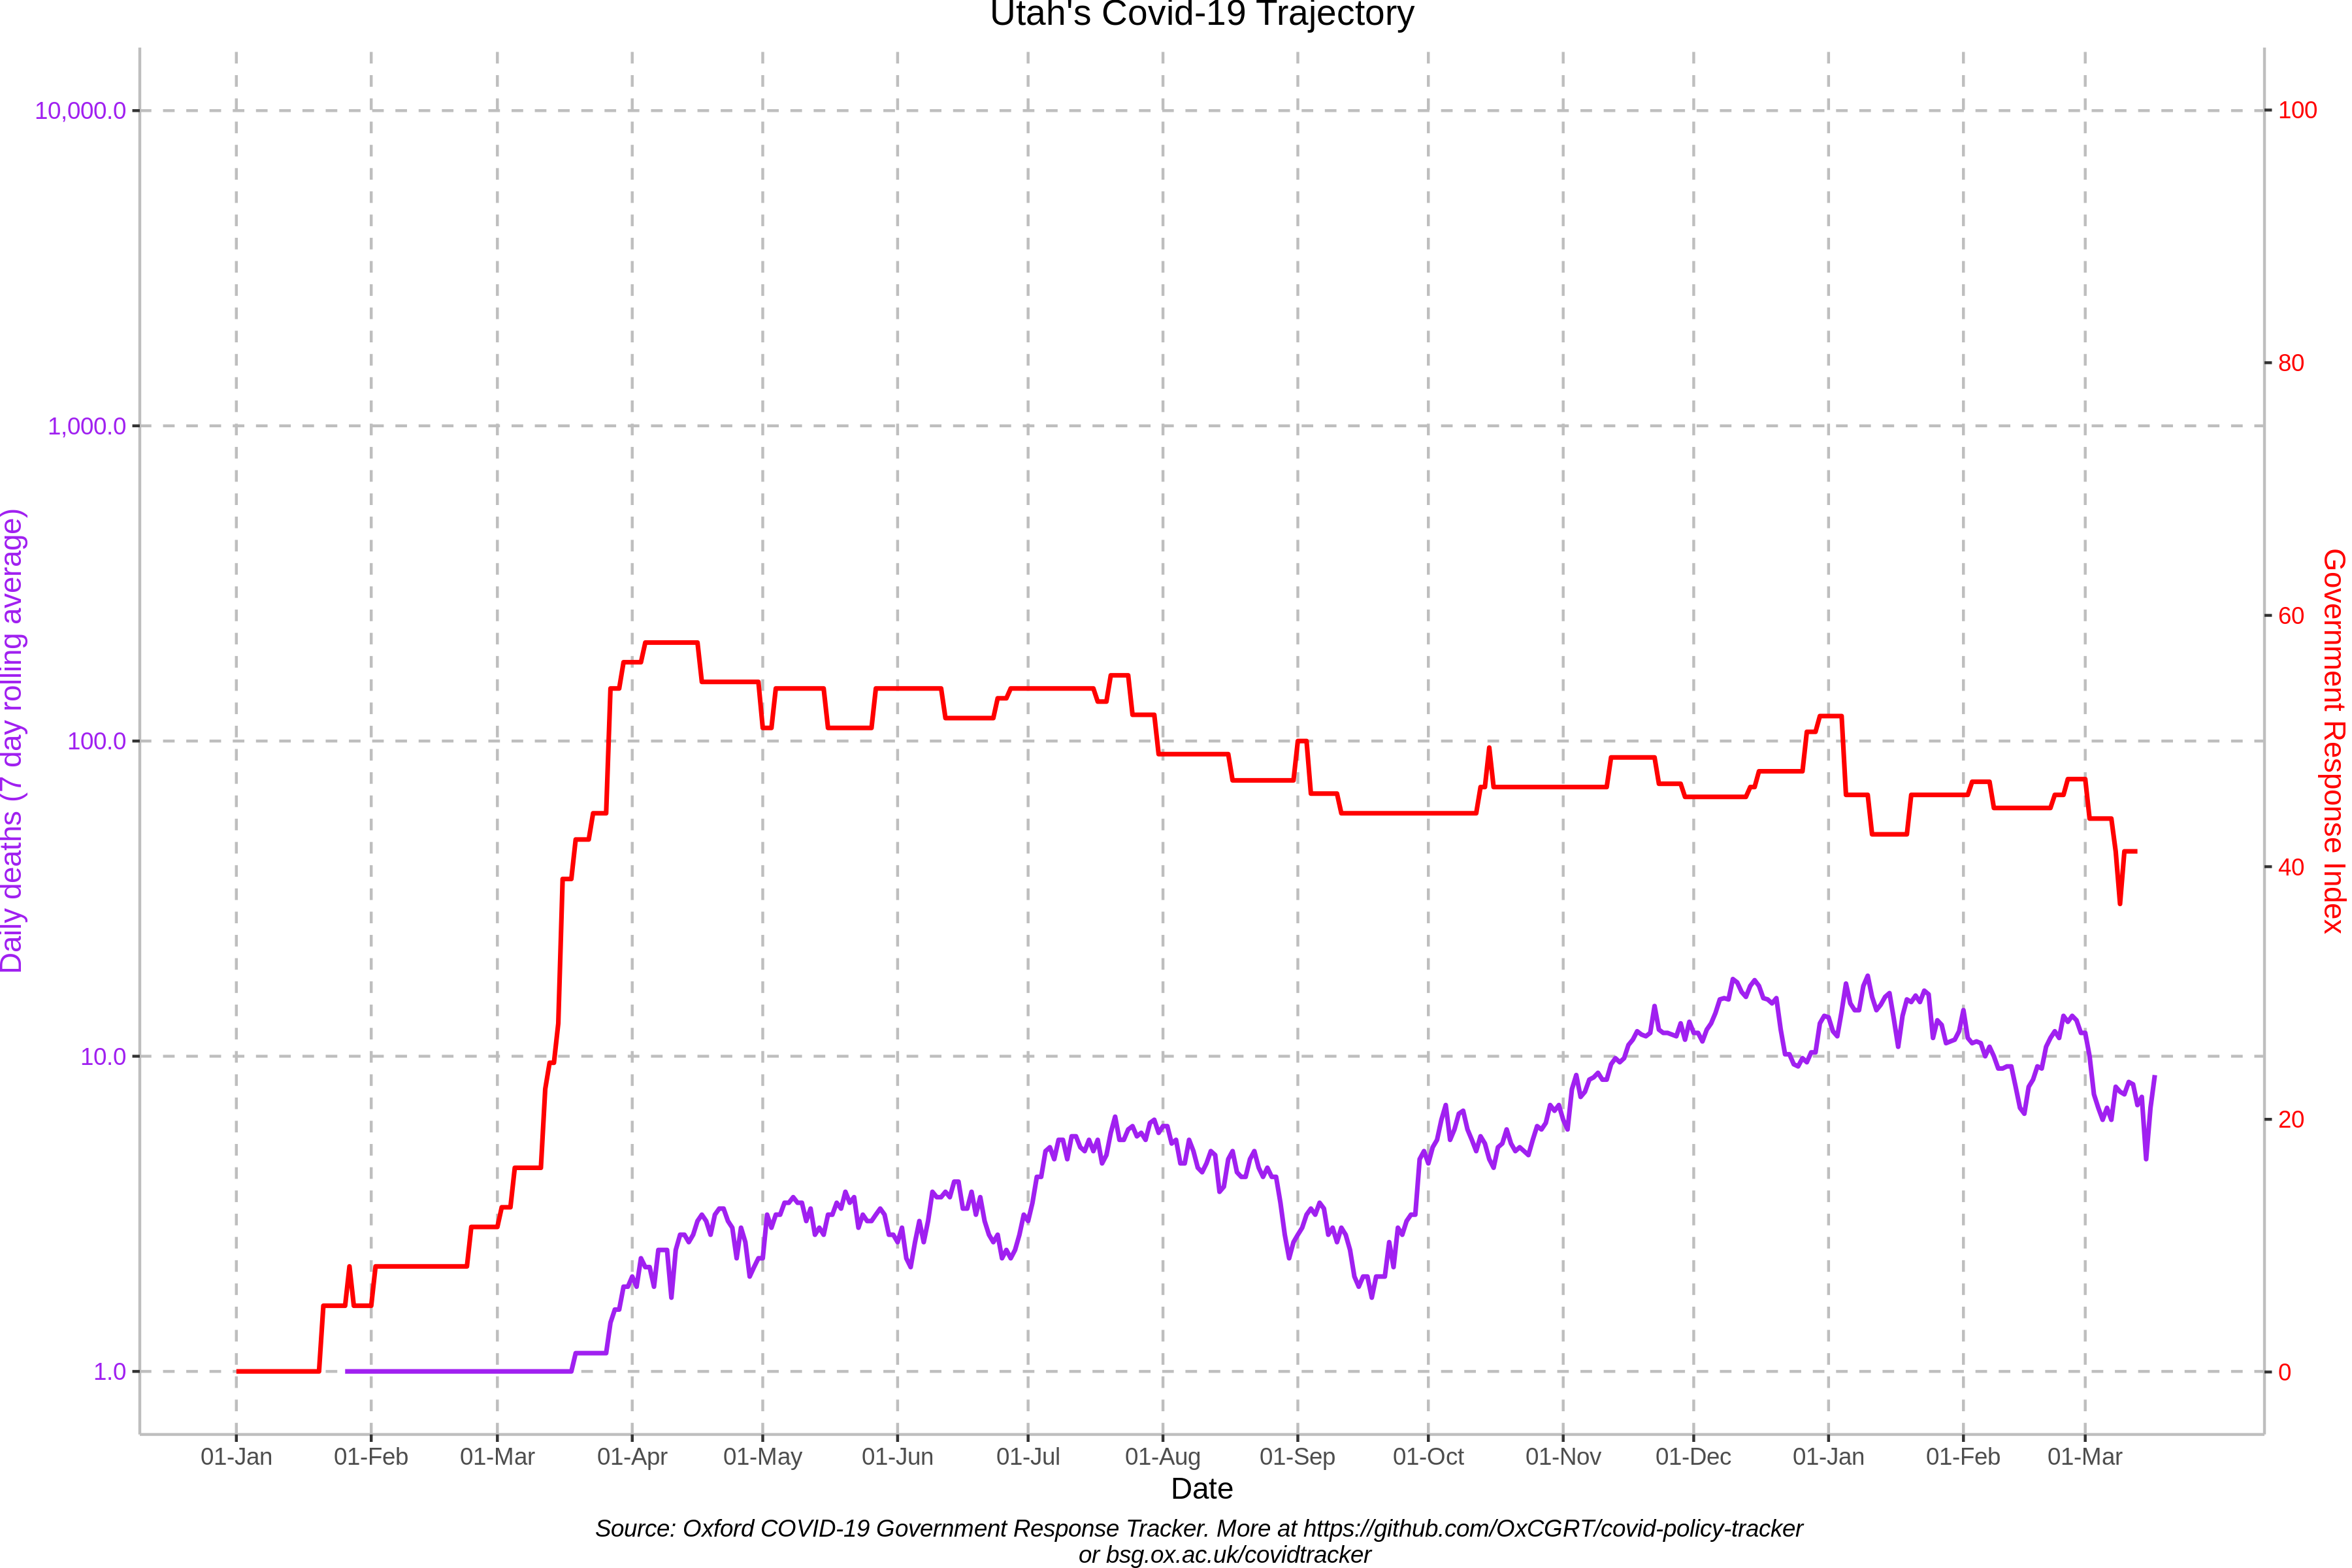 Utah's Covid-19 Trajectory
10,000.0
1,000.0
100.0
10.0
1.0
Daily deaths (7 day rolling average)
100
80
60
40
20
0
Government Response Index
01-Jan 01-Feb 01-Mar 01-Apr 01-May 01-Jun 01-Jul 01-Aug 01-Sep 01-Oct 01-Nov 01-Dec 01-Jan 01-Feb 01-Mar
Date
Source: Oxford COVID-19 Government Response Tracker. More at https://github.com/OxCGRT/covid-policy-tracker
or bsg.ox.ac.uk/covidtracker